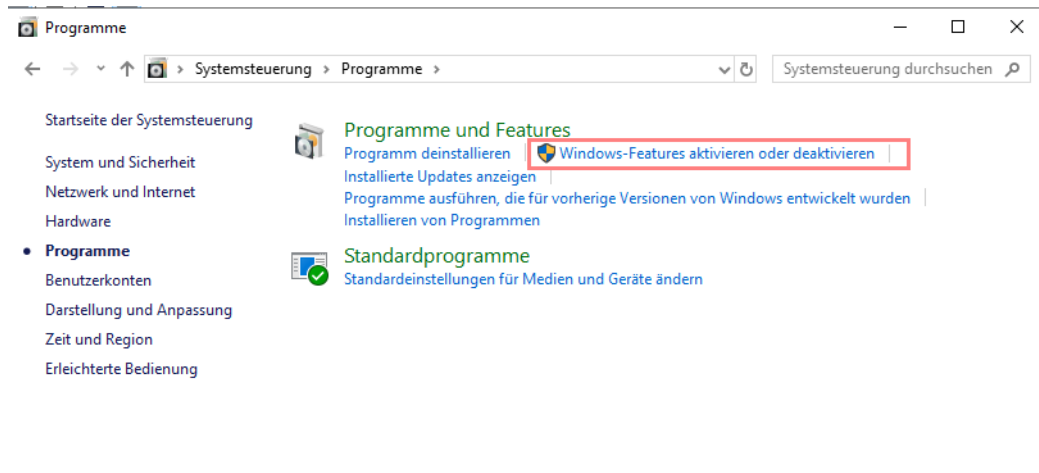 Programme
Systemsteuerung > Programme >
Systemsteuerung durchsuchen
Startseite der Systemsteuerung
System und Sicherheit
Netzwerk und Internet
Hardware
Programme
Benutzerkonten
Darstellung und Anpassung
Zeit und Region
Erleichterte Bedienung
Programme und Features
Programm deinstallieren | Windows-Features aktivieren oder deaktivieren
Installierte Updates anzeigen
Programme ausführen, die für vorherige Versionen von Windows entwickelt wurden
Installieren von Programmen
Standardprogramme
Standardeinstellungen für Medien und Geräte ändern